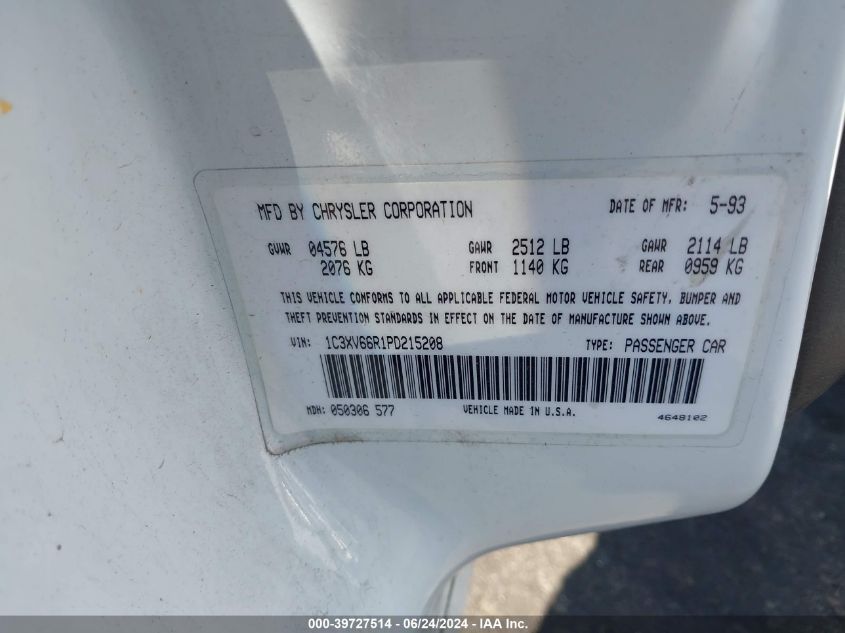 MFD BY CHRYSLER CORPORATION DATE OF MFR: 5-93
GVWR 04576 LB GAWR 2512 LB GAWR 2114 LB
2076 KG FRONT 1140 KG REAR 0959 KG
THIS VEHICLE CONFORMS TO ALL APPLICABLE FEDERAL MOTOR VEHICLE SAFETY, BUMPER AND
THEFT PREVENTION STANDARDS IN EFFECT ON THE DATE OF MANUFACTURE SHOWN ABOVE.
VIN: 1C3XV66R1PD215208 TYPE: PASSENGER CAR
MDH: 050306 577 VEHICLE MADE IN U.S.A. 4648102
000-39727514 - 06/24/2024 - IAA Inc.